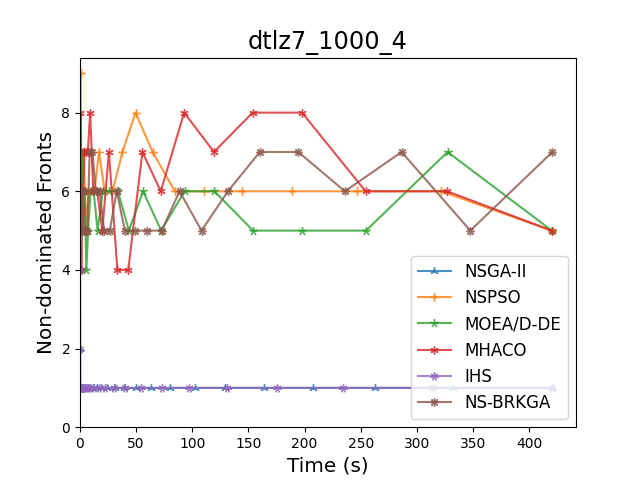 dtlz7_1000_4
Non-dominated Fronts
8
6
4
2
0
0 50 100 150 200 250 300 350 400
Time (s)
NSGA-II
NSPSO
MOEA/D-DE
MHACO
IHS
NS-BRKGA